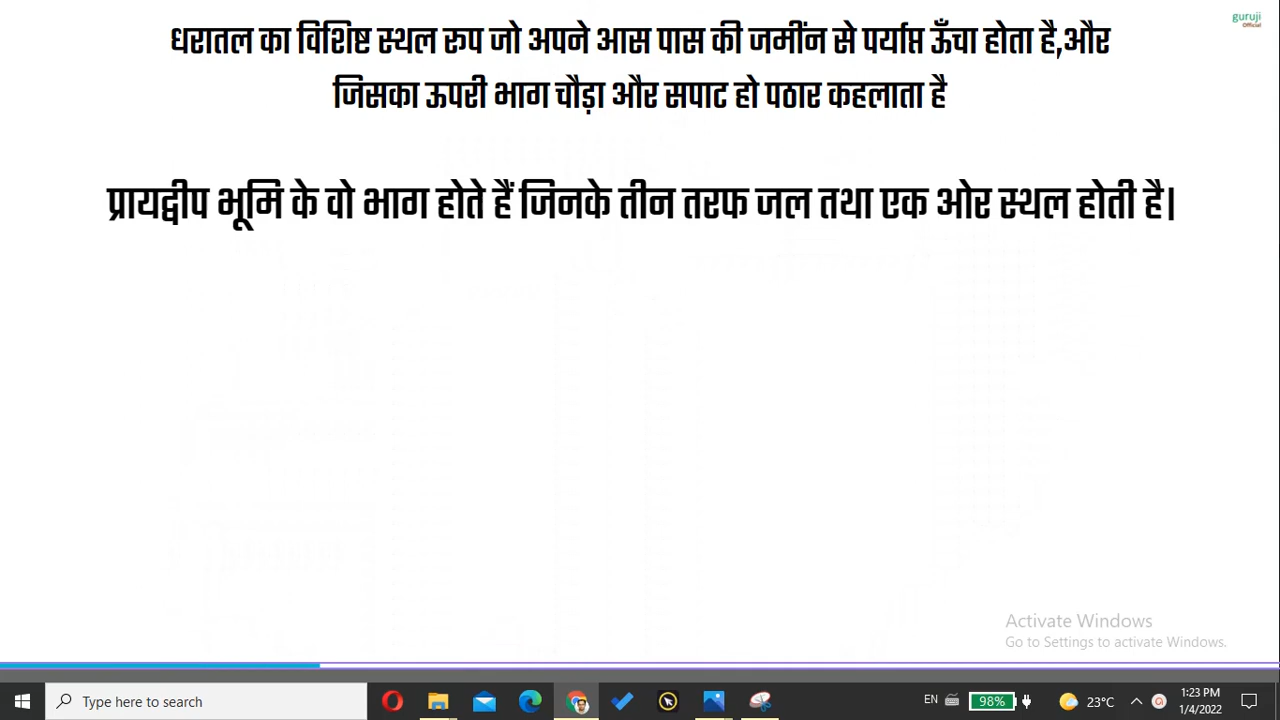 guruji
Official
धरातल का विशिष्ट स्थल रूप जो अपने आस पास की जमींन से पर्याप्त ऊँचा होता है,और
जिसका ऊपरी भाग चौड़ा और सपाट हो पठार कहलाता है
प्रायद्वीप भूमि के वो भाग होते हैं जिनके तीन तरफ जल तथा एक ओर स्थल होती है।
Activate Windows
Go to Settings to activate Windows.
Type here to search
EN
98%
23°C
1:23 PM
1/4/2022